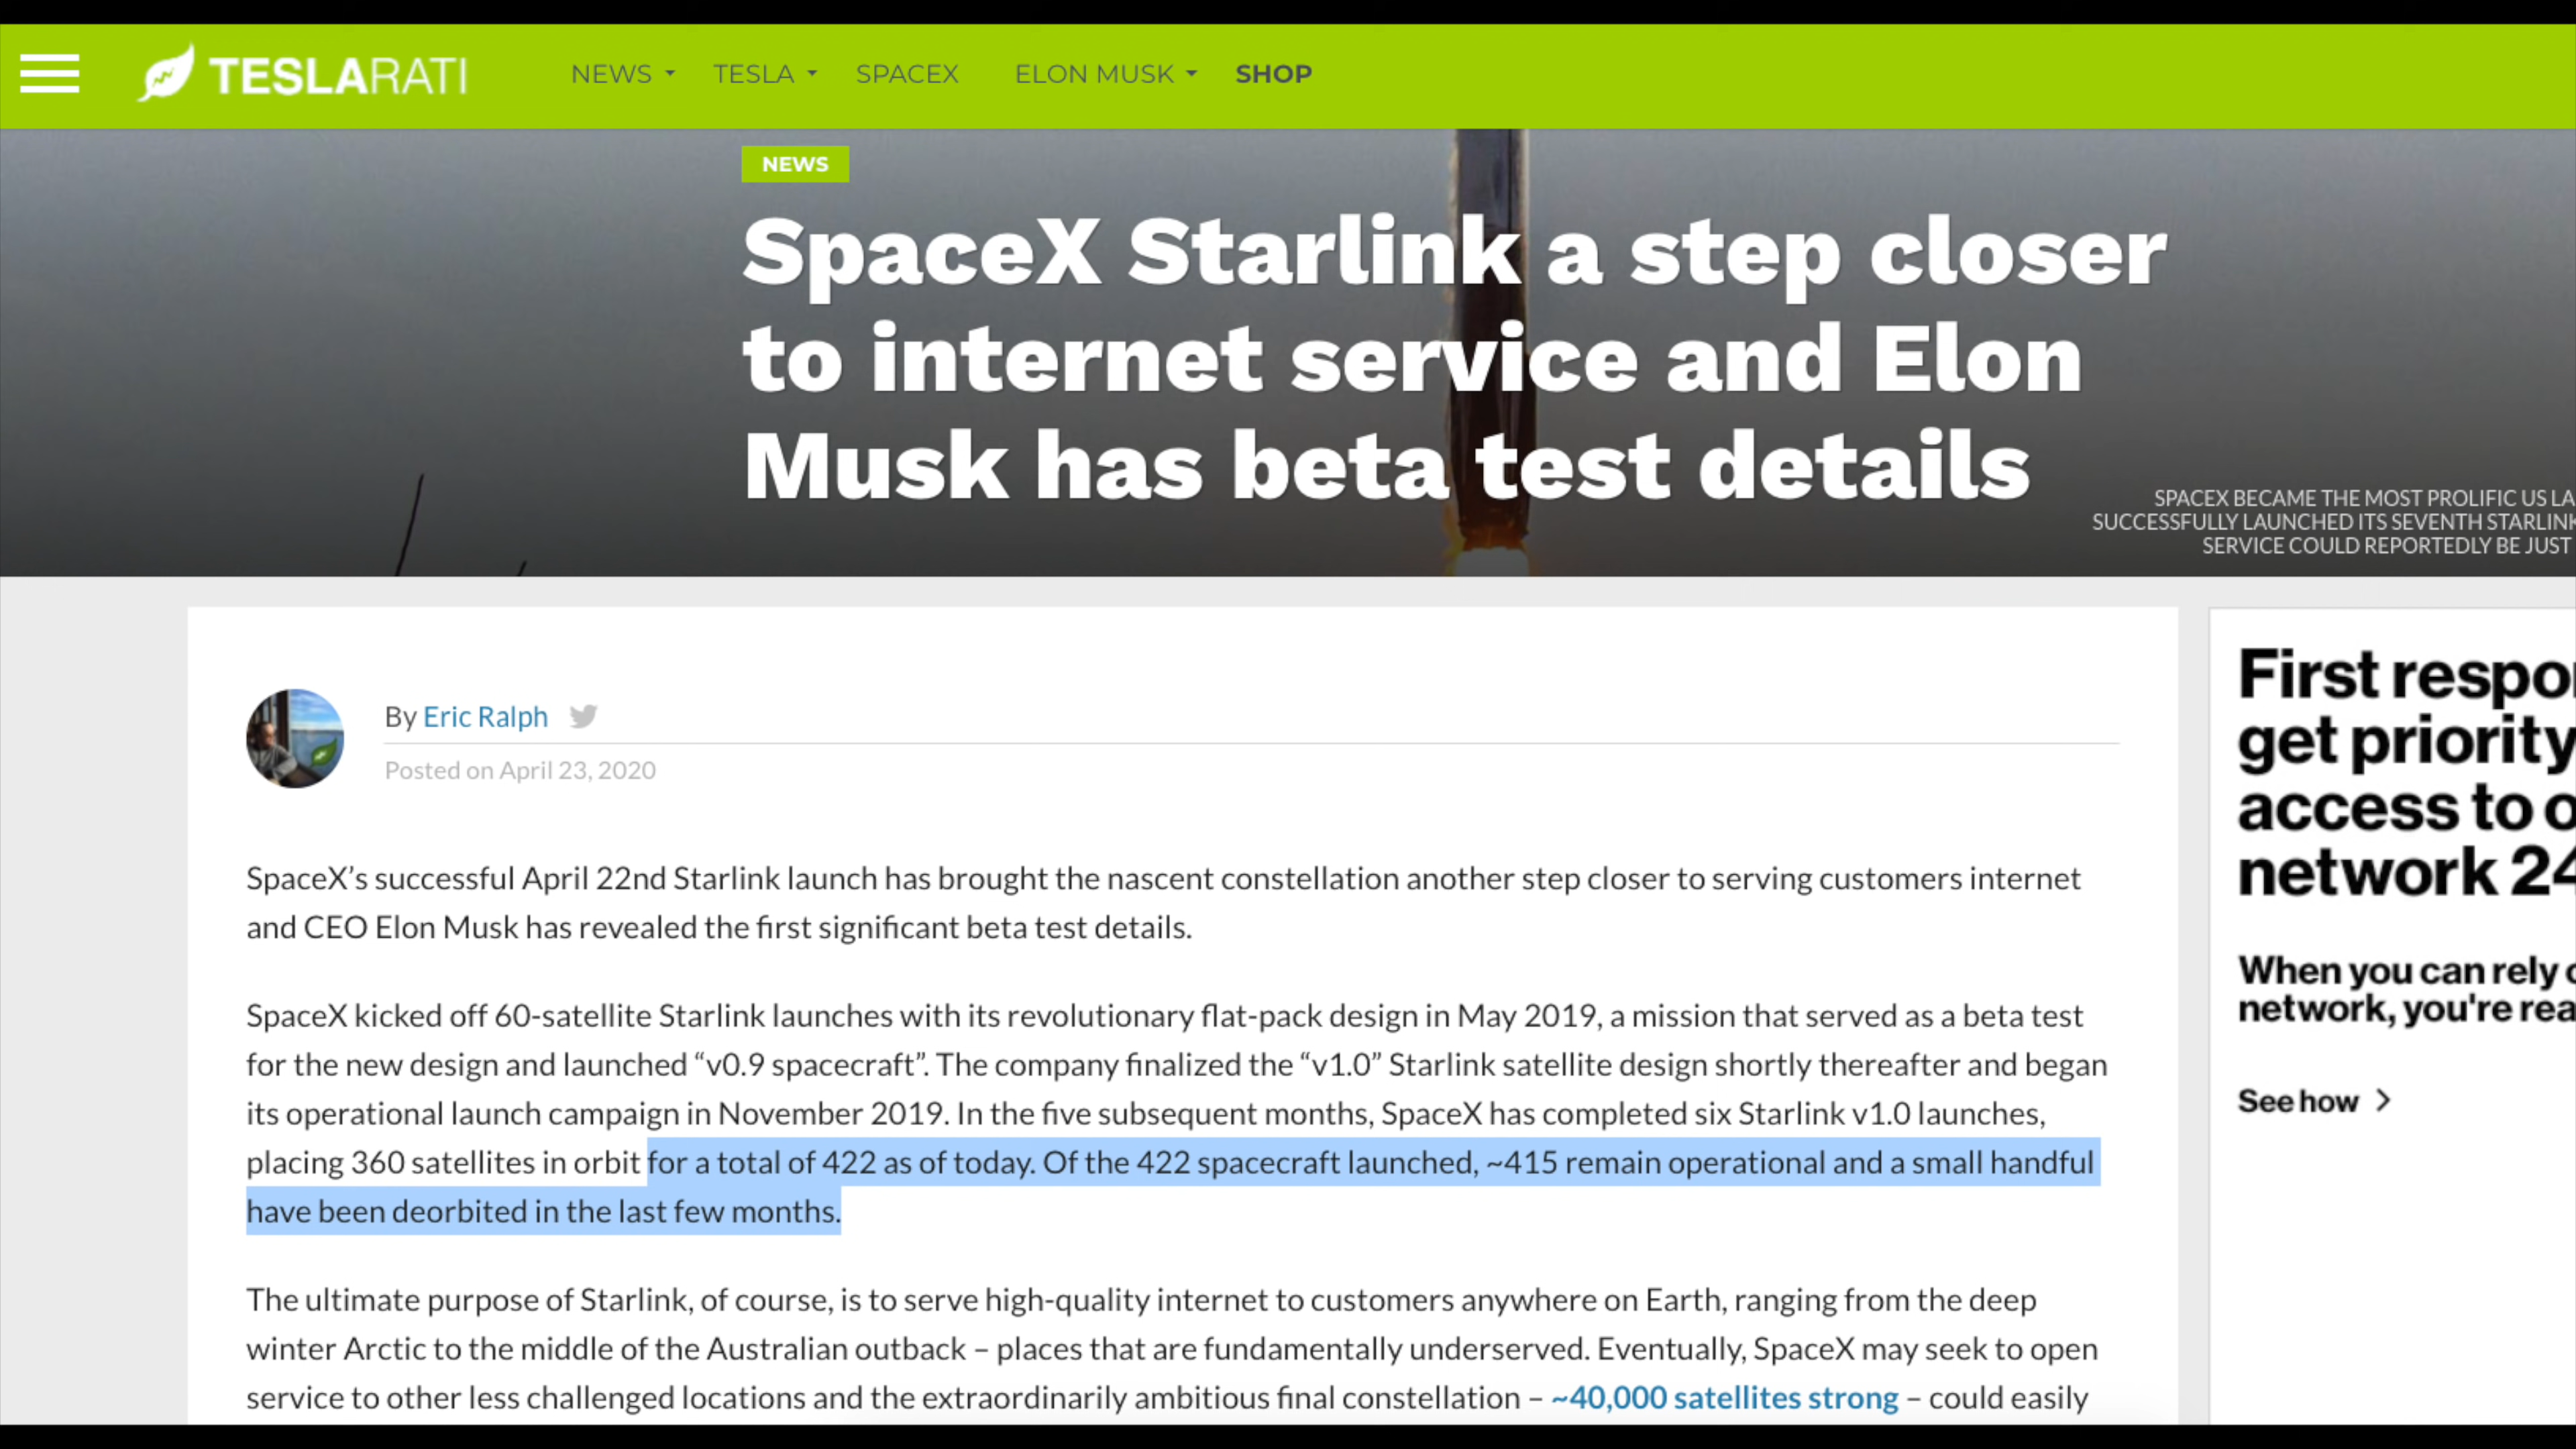 TESLARATI
NEWS TESLA SPACEX ELON MUSK SHOP
NEWS
SpaceX Starlink a step closer
to internet service and Elon
Musk has beta test details
SPACEX BECAME THE MOST PROLIFIC US LA
SUCCESSFULLY LAUNCHED ITS SEVENTH STARLINK
SERVICE COULD REPORTEDLY BE JUST
By Eric Ralph
Posted on April 23, 2020
SpaceX’s successful April 22nd Starlink launch has brought the nascent constellation another step closer to serving customers internet
and CEO Elon Musk has revealed the first significant beta test details.
SpaceX kicked off 60-satellite Starlink launches with its revolutionary flat-pack design in May 2019, a mission that served as a beta test
for the new design and launched “v0.9 spacecraft”. The company finalized the “v1.0” Starlink satellite design shortly thereafter and began
its operational launch campaign in November 2019. In the five subsequent months, SpaceX has completed six Starlink v1.0 launches,
placing 360 satellites in orbit for a total of 422 as of today. Of the 422 spacecraft launched, ~415 remain operational and a small handful
have been deorbited in the last few months.
The ultimate purpose of Starlink, of course, is to serve high-quality internet to customers anywhere on Earth, ranging from the deep
winter Arctic to the middle of the Australian outback – places that are fundamentally underserved. Eventually, SpaceX may seek to open
service to other less challenged locations and the extraordinarily ambitious final constellation – ~40,000 satellites strong – could easily
First respo
get priority
access to o
network 24
When you can rely o
network, you're rea
See how